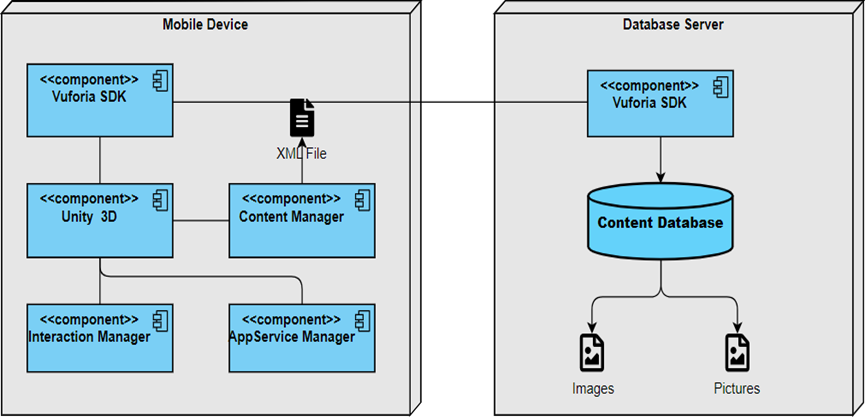 Mobile Device
<<component>>
Vuforia SDK
XML File
<<component>>
Unity 3D
<<component>>
Content Manager
<<component>>
Interaction Manager
<<component>>
AppService Manager
Database Server
<<component>>
Vuforia SDK
Content Database
Images
Pictures